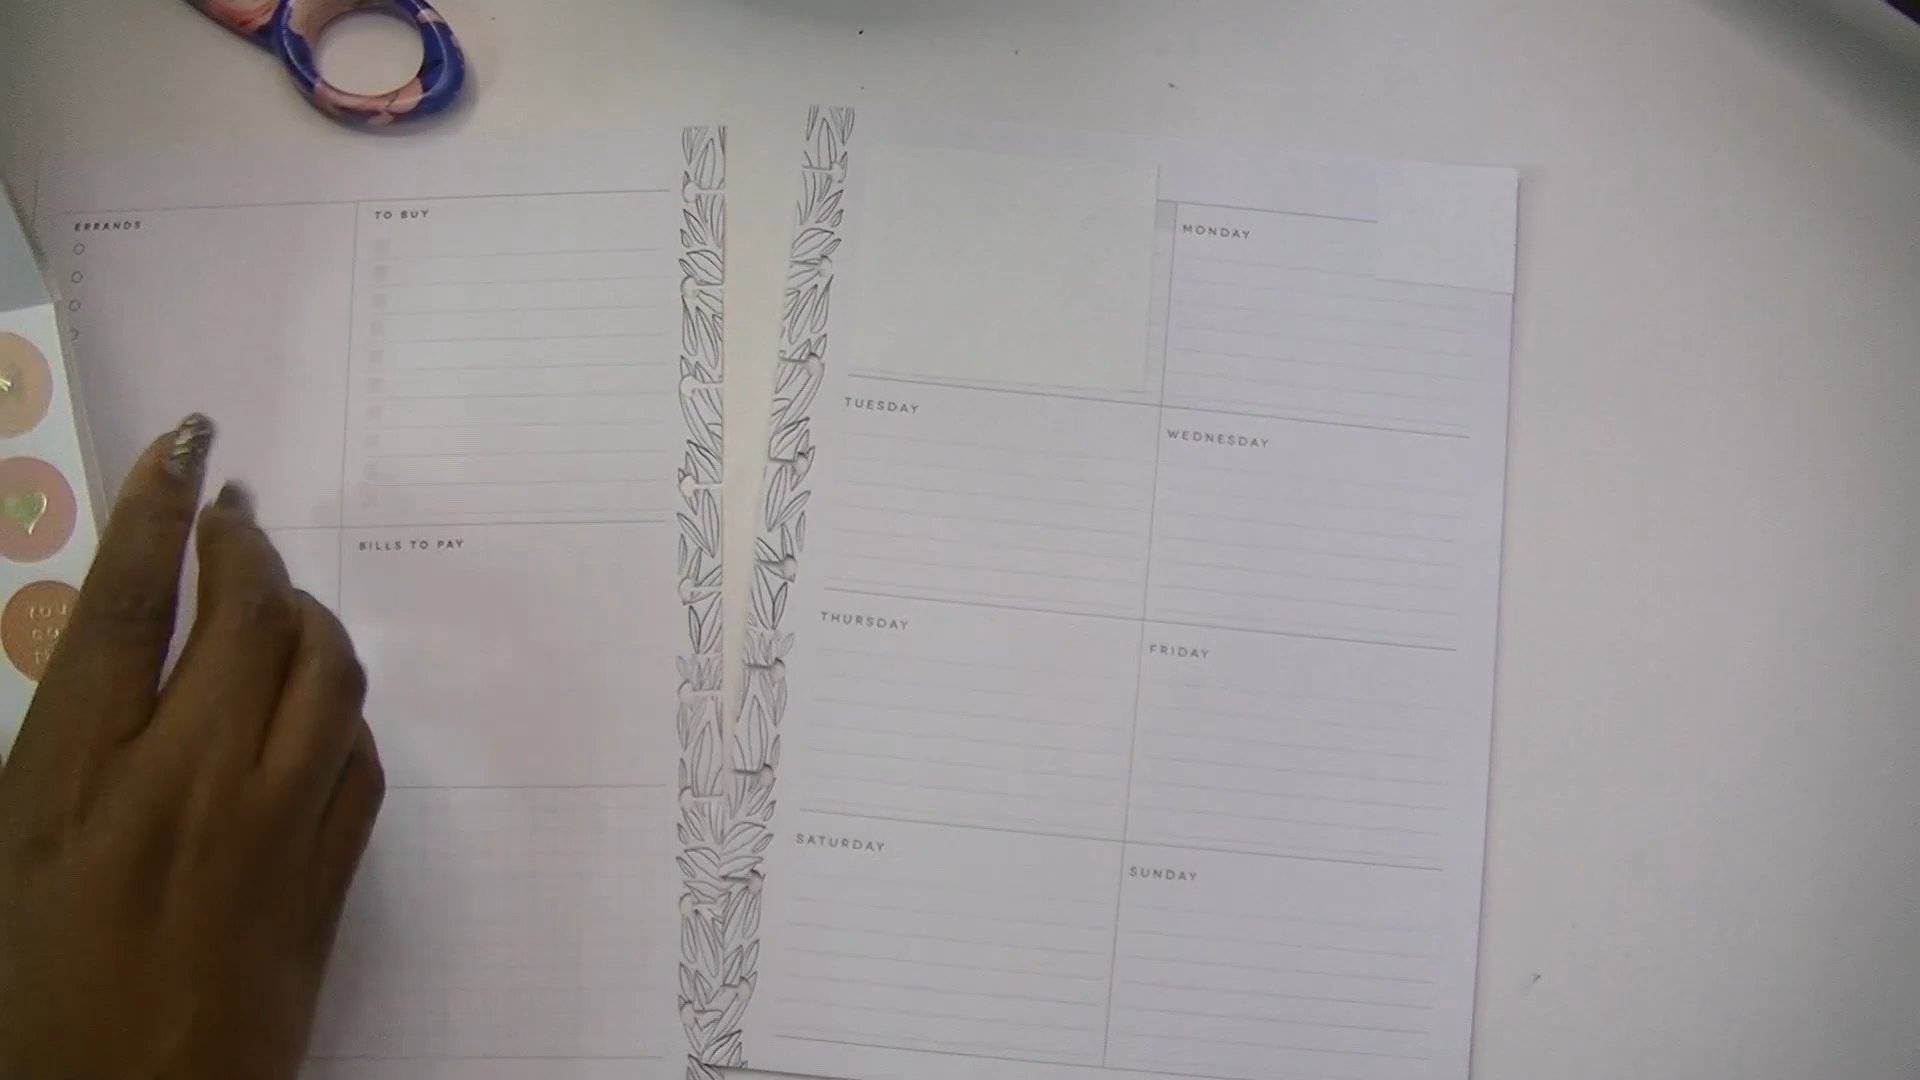 ERRANDS
TO BUY
BILLS TO PAY
MONDAY
TUESDAY
WEDNESDAY
THURSDAY
FRIDAY
SATURDAY
SUNDAY